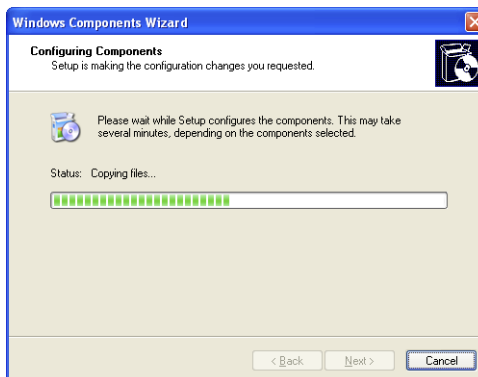 Windows Components Wizard
Configuring Components
Setup is making the configuration changes you requested.
Please wait while Setup configures the components. This may take
several minutes, depending on the components selected.
Status: Copying files...
< Back Next > Cancel